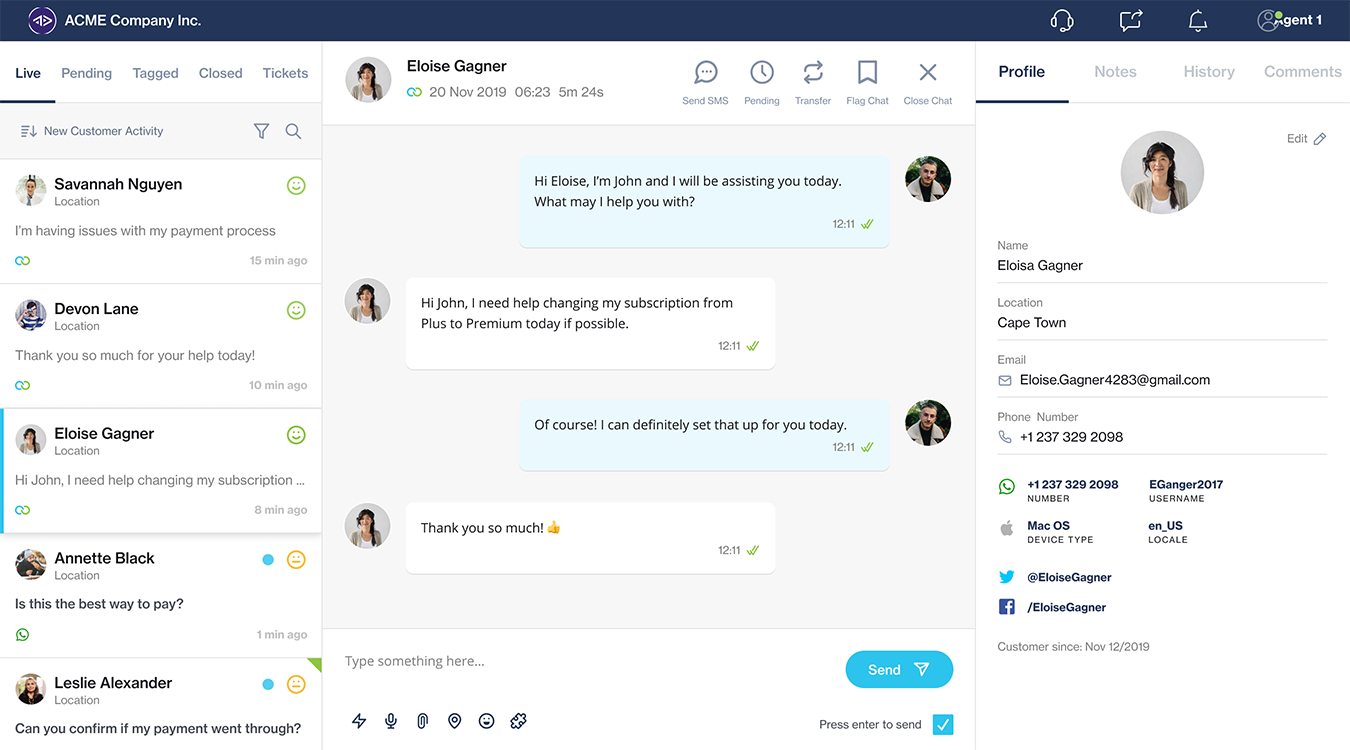 ACME Company Inc.
Agent 1
Live Pending Tagged Closed Tickets
New Customer Activity
Savannah Nguyen
Location
I'm having issues with my payment process
15 min ago
Devon Lane
Location
Thank you so much for your help today!
10 min ago
Eloise Gagner
Location
Hi John, I need help changing my subscription ...
8 min ago
Annette Black
Location
Is this the best way to pay?
1 min ago
Leslie Alexander
Location
Can you confirm if my payment went through?
Eloise Gagner
20 Nov 2019 06:23 5m 24s
Send SMS Pending Transfer Flag Chat Close Chat
Hi Eloise, I'm John and I will be assisting you today.
What may I help you with?
12:11
Hi John, I need help changing my subscription from
Plus to Premium today if possible.
12:11
Of course! I can definitely set that up for you today.
12:11
Thank you so much! 👍
12:11
Type something here...
Send
Press enter to send
Profile Notes History Comments
Edit
Name
Eloisa Gagner
Location
Cape Town
Email
Eloise.Gagner4283@gmail.com
Phone Number
+1 237 329 2098
+1 237 329 2098 EGanger2017
NUMBER USERNAME
Mac OS en_US
DEVICE TYPE LOCALE
@EloiseGagner
/EloiseGagner
Customer since: Nov 12/2019